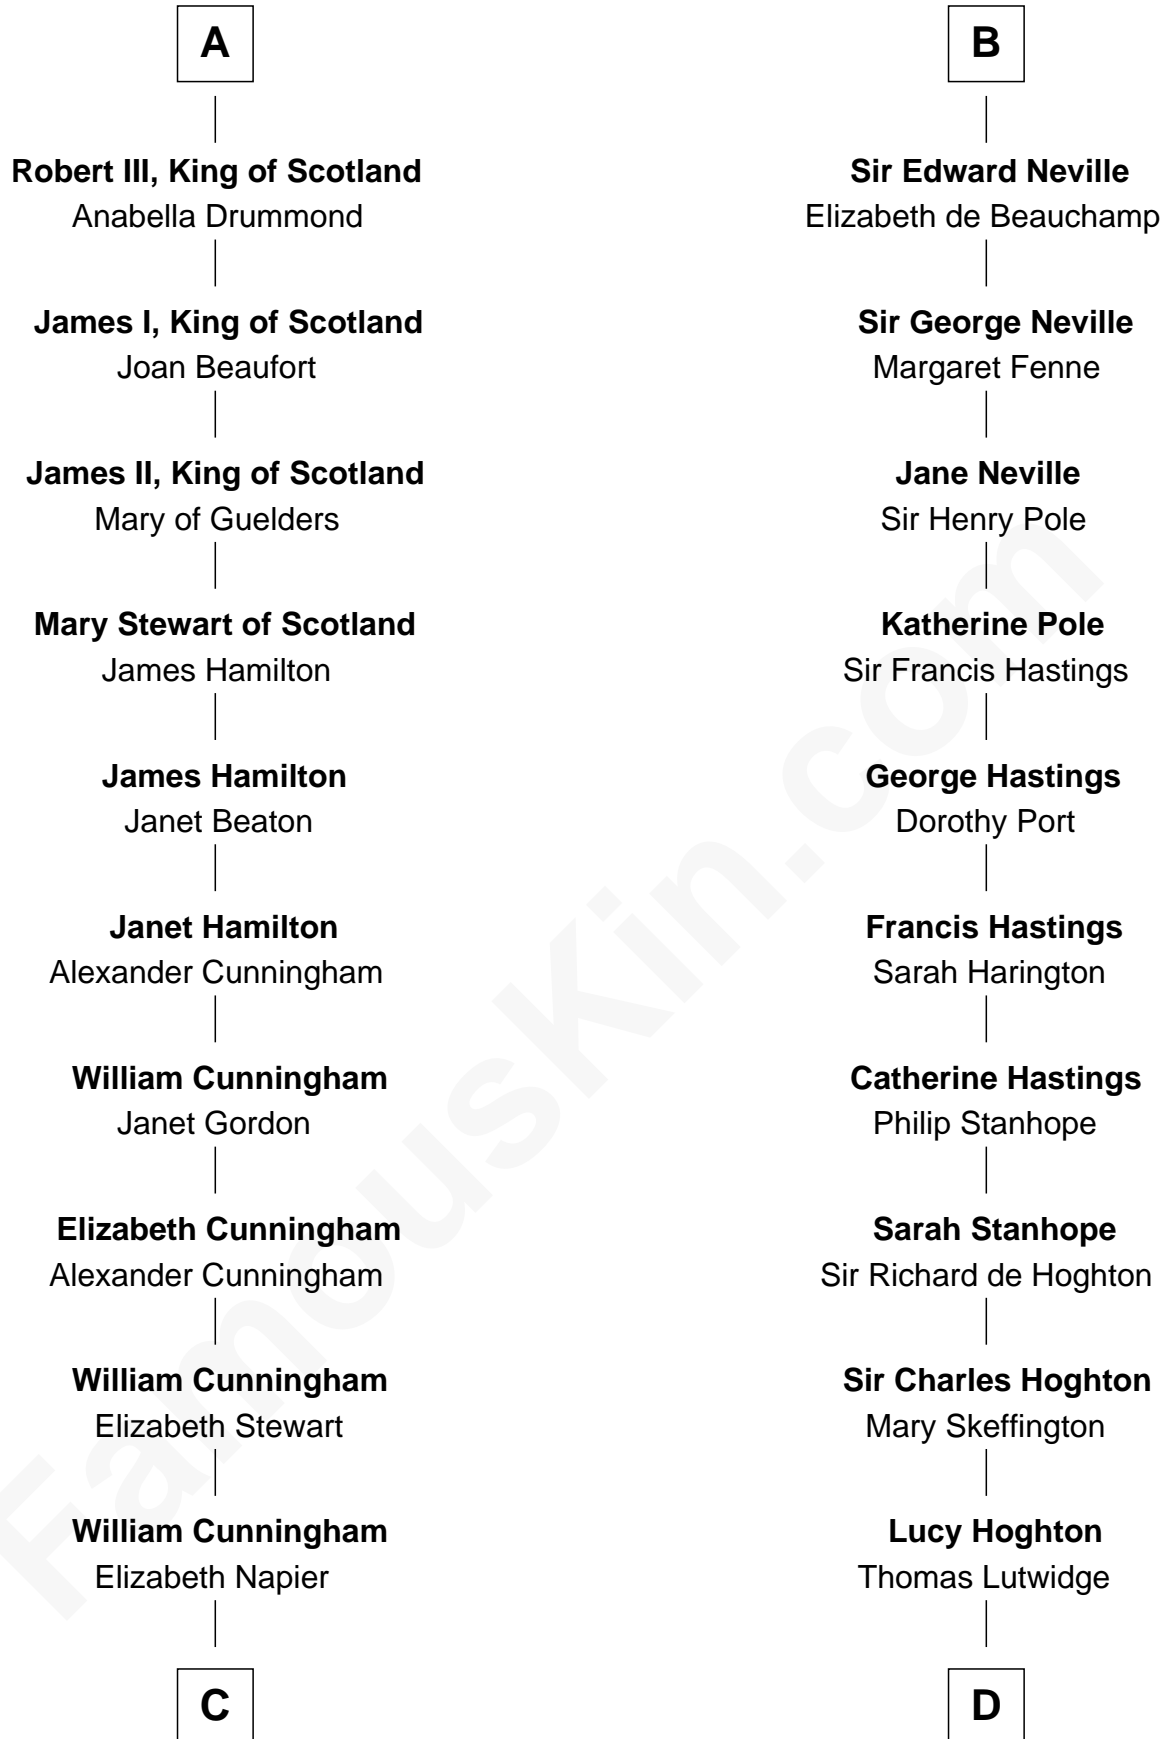 A
Robert III, King of Scotland
Anabella Drummond
James I, King of Scotland
Joan Beaufort
James II, King of Scotland
Mary of Guelders
Mary Stewart of Scotland
James Hamilton
James Hamilton
Janet Beaton
Janet Hamilton
Alexander Cunningham
William Cunningham
Janet Gordon
Elizabeth Cunningham
Alexander Cunningham
William Cunningham
Elizabeth Stewart
William Cunningham
Elizabeth Napier
C
B
Sir Edward Neville
Elizabeth de Beauchamp
Sir George Neville
Margaret Fenne
Jane Neville
Sir Henry Pole
Katherine Pole
Sir Francis Hastings
George Hastings
Dorothy Port
Francis Hastings
Sarah Harington
Catherine Hastings
Philip Stanhope
Sarah Stanhope
Sir Richard de Hoghton
Sir Charles Hoghton
Mary Skeffington
Lucy Hoghton
Thomas Lutwidge
D
FamousKin.com